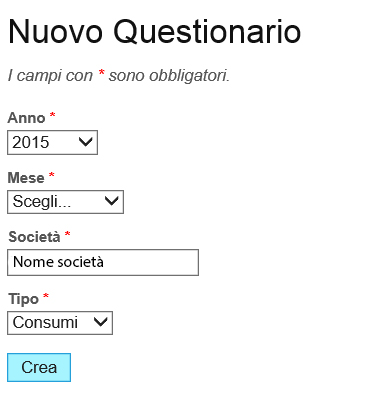 Nuovo Questionario
I campi con * sono obbligatori.
Anno *
2015
Mese *
Scegli...
Società *
Nome società
Tipo *
Consumi
Crea